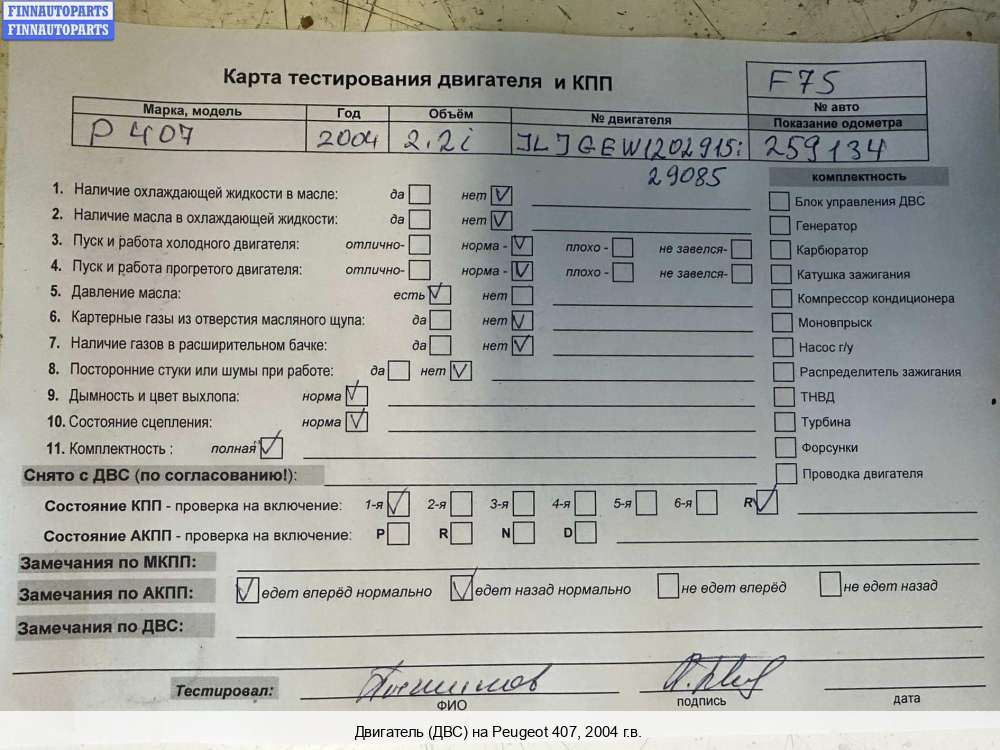 FINNAUTOPARTS
FINNAUTOPARTS
Карта тестирования двигателя и КПП
F75
№ авто
Марка, модель Год Объём № двигателя Показание одометра
P 407 2004 2.2i 259134
29085
комплектность
1. Наличие охлаждающей жидкости в масле: да нет
Блок управления ДВС
2. Наличие масла в охлаждающей жидкости: да нет
Генератор
3. Пуск и работа холодного двигателя: отлично- норма - плохо - не завелся-
Карбюратор
4. Пуск и работа прогретого двигателя: отлично- норма - плохо - не завелся-
Катушка зажигания
5. Давление масла: есть нет
Компрессор кондиционера
6. Картерные газы из отверстия масляного щупа: да нет
Моновпрыск
7. Наличие газов в расширительном бачке: да нет
Насос г/у
8. Посторонние стуки или шумы при работе: да нет
Распределитель зажигания
9. Дымность и цвет выхлопа: норма
ТНВД
10. Состояние сцепления: норма
Турбина
11. Комплектность : полная
Форсунки
Снято с ДВС (по согласованию!):
Проводка двигателя
Состояние КПП - проверка на включение: 1-я 2-я 3-я 4-я 5-я 6-я R
Состояние АКПП - проверка на включение: P R N D
Замечания по МКПП:
Замечания по АКПП: едет вперёд нормально едет назад нормально не едет вперёд не едет назад
Замечания по ДВС:
Тестировал:
ФИО подпись дата
Двигатель (ДВС) на Peugeot 407, 2004 г.в.